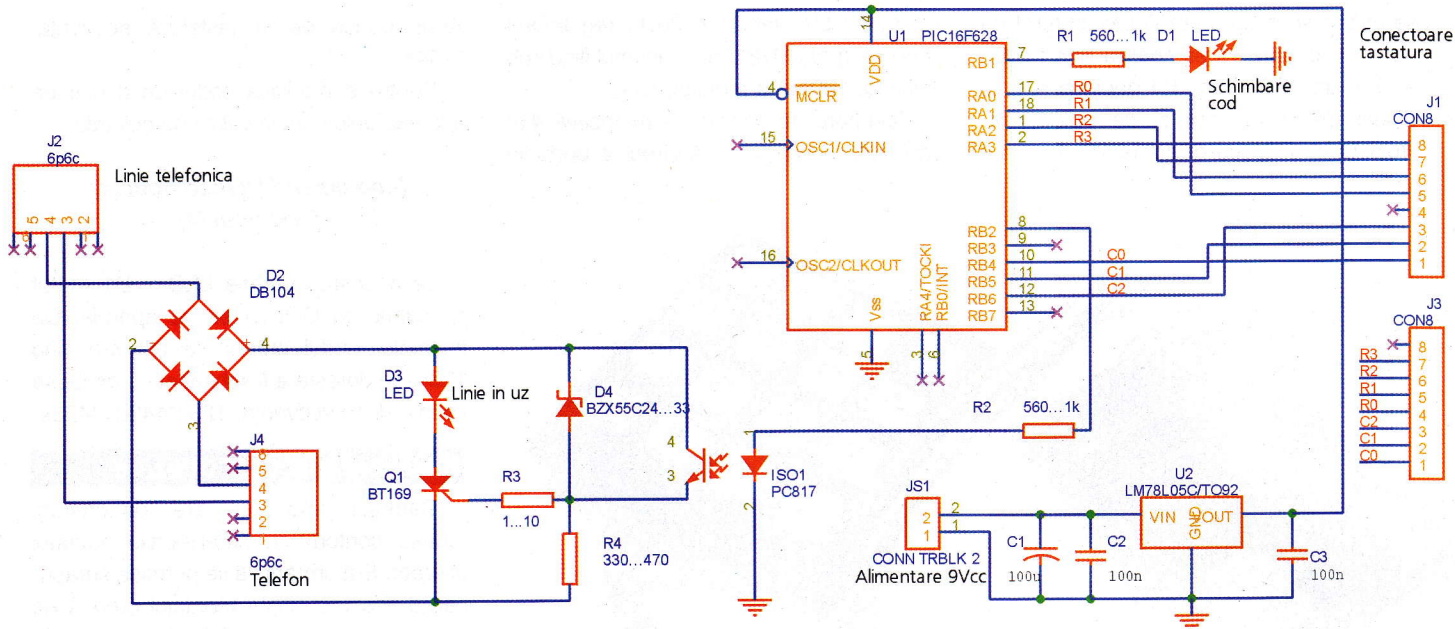 J2
6p6c
Linie telefonica
6 5 4 3 2 1
D2
DB104
2
4
-
+
3
J4
6
5
4
3
2
1
6p6c
Telefon
D3
LED
Linie in uz
D4
BZX55C24...33
Q1
BT169
R3
1...10
R4
330...470
4
3
1
2
ISO1
PC817
R2
560...1k
U1
PIC16F628
14
VDD
4
MCLR
15
OSC1/CLKIN
16
OSC2/CLKOUT
Vss
5
RA4/TOCKI
3
RB0/INT
6
RB1
7
RA0
17
RA1
18
RA2
1
RA3
2
RB2
8
RB3
9
RB4
10
RB5
11
RB6
12
RB7
13
R1
560...1k
D1
LED
Schimbare
cod
R0
R1
R2
R3
C0
C1
C2
Conectoare
tastatura
J1
CON8
8
7
6
5
4
3
2
1
J3
CON8
8
R3 7
R2 6
R1 5
R0 4
C2 3
C1 2
C0 1
JS1
2
1
2
1
CONN TRBLK 2
Alimentare 9Vcc
C1
100u
C2
100n
U2
LM78L05C/TO92
VIN
VOUT
GND
C3
100n